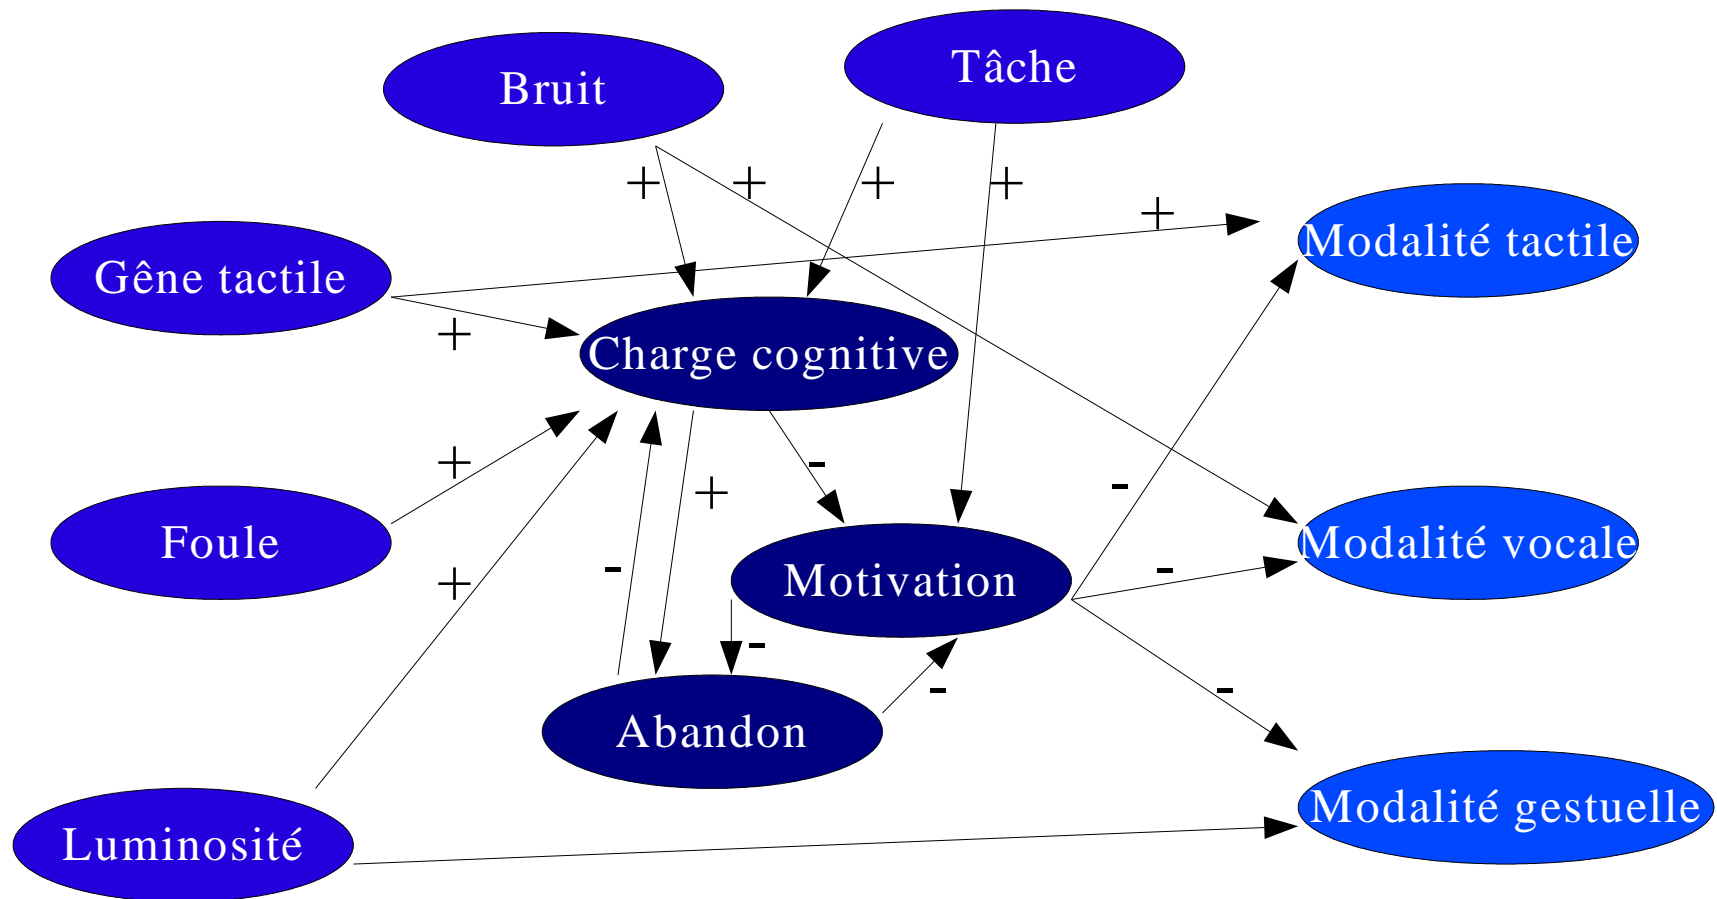 Tâche
Bruit
+ + + +
+
Modalité tactile
Gêne tactile
+
Charge cognitive
+
-
+
-
Foule
Modalité vocale
-
-
+
Motivation
-
-
-
Abandon
Modalité gestuelle
Luminosité